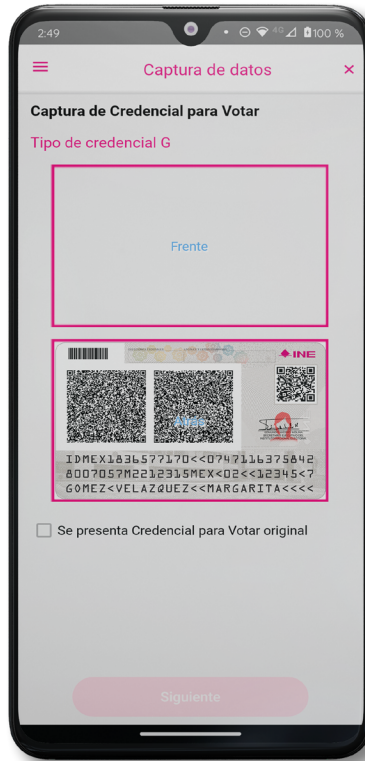 2:49
4G
100 %
Captura de datos
×
Captura de Credencial para Votar
Tipo de credencial G
Frente
INE
Atrás
IDMEX1836577170<<0747116375842
8007057M2212315MEX<02<<12345<7
GOMEZ<VELAZQUEZ<<MARGARITA<<<<
Se presenta Credencial para Votar original
Siguiente